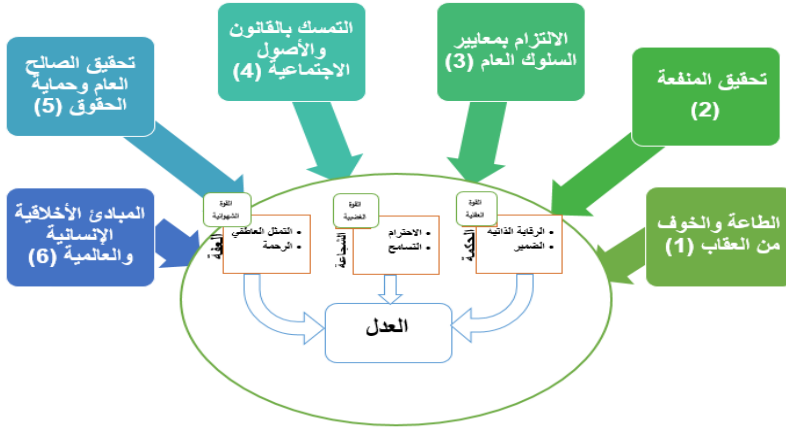 الطاعة والخوف
من العقاب (1)
تحقيق المنفعة
(2)
الالتزام بمعايير
السلوك العام (3)
التمسك بالقانون
والأصول
الاجتماعية (4)
تحقيق الصالح
العام وحماية
الحقوق (5)
المبادئ الأخلاقية
الإنسانية
والعالمية (6)
القوة
العقلية
الحكمة
الرقابة الذاتية
الضمير
القوة
الغضبية
الشجاعة
الاحترام
التسامح
القوة
الشهوانية
العفة
التمثل العاطفي
الرحمة
العدل